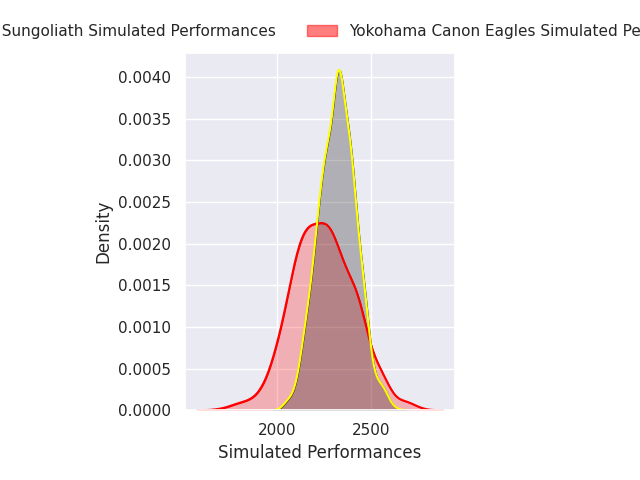 Sungoliath Simulated Performances
Yokohama Canon Eagles Simulated Pe
0.0040
0.0035
0.0030
0.0025
0.0020
0.0015
0.0010
0.0005
0.0000
Density
2000
2500
Simulated Performances